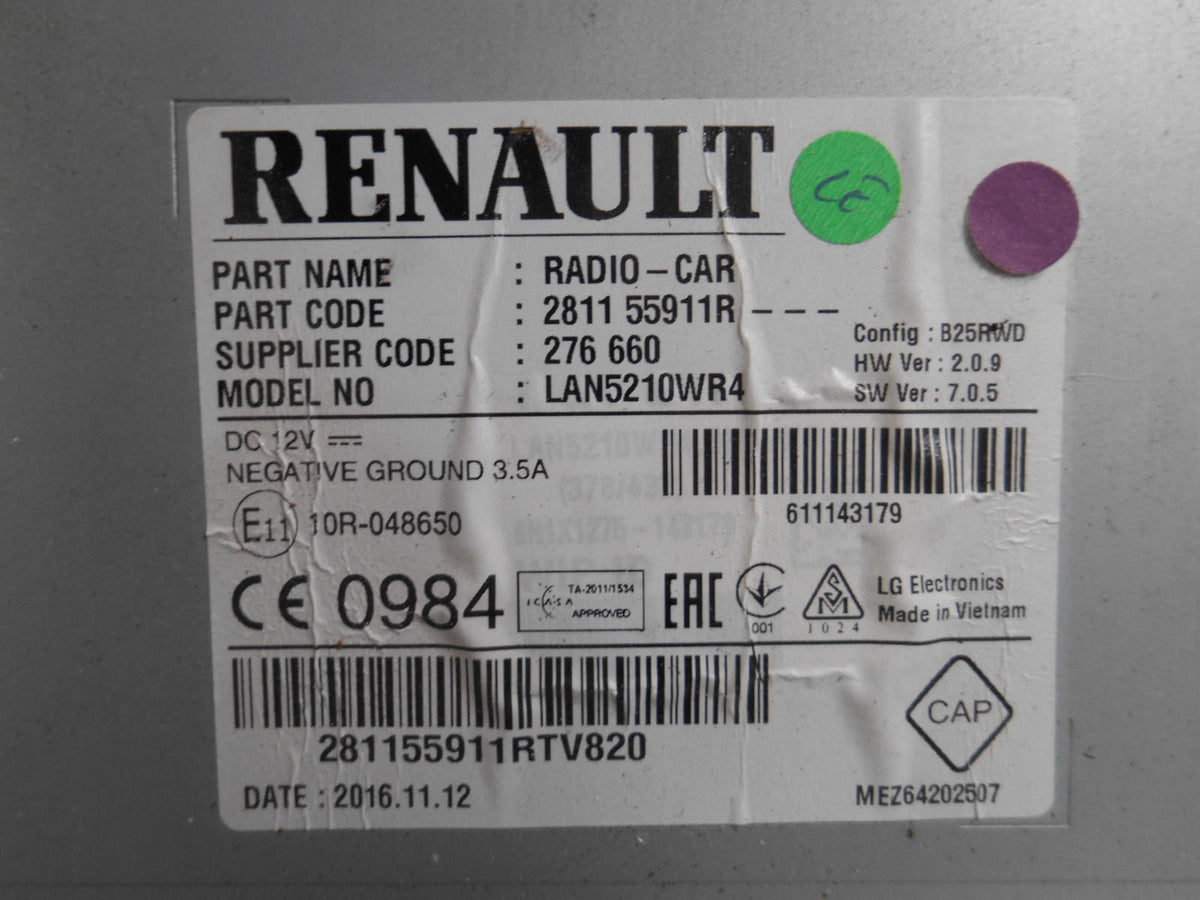 RENAULT
CE
PART NAME : RADIO-CAR
PART CODE : 2811 55911R - - -
SUPPLIER CODE : 276 660
MODEL NO : LAN5210WR4
Config : B25RWD
HW Ver : 2.0.9
SW Ver : 7.0.5
DC 12V
NEGATIVE GROUND 3.5A
E11 10R-048650
611143179
CE 0984
TA-2011/1534
ICASA
APPROVED
EAC
001
SM
1024
LG Electronics
Made in Vietnam
281155911RTV820
CAP
DATE : 2016.11.12
MEZ64202507